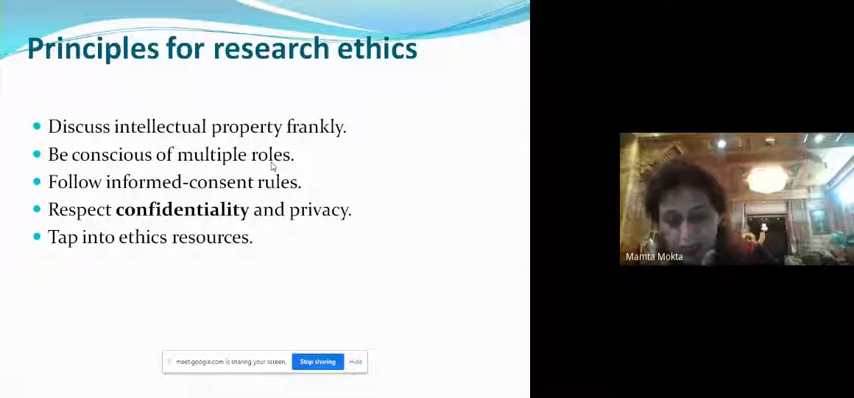 Principles for research ethics
Discuss intellectual property frankly.
Be conscious of multiple roles.
Follow informed-consent rules.
Respect confidentiality and privacy.
Tap into ethics resources.
meet.google.com is sharing your screen.
Stop sharing
Hide
Mamta Mokta